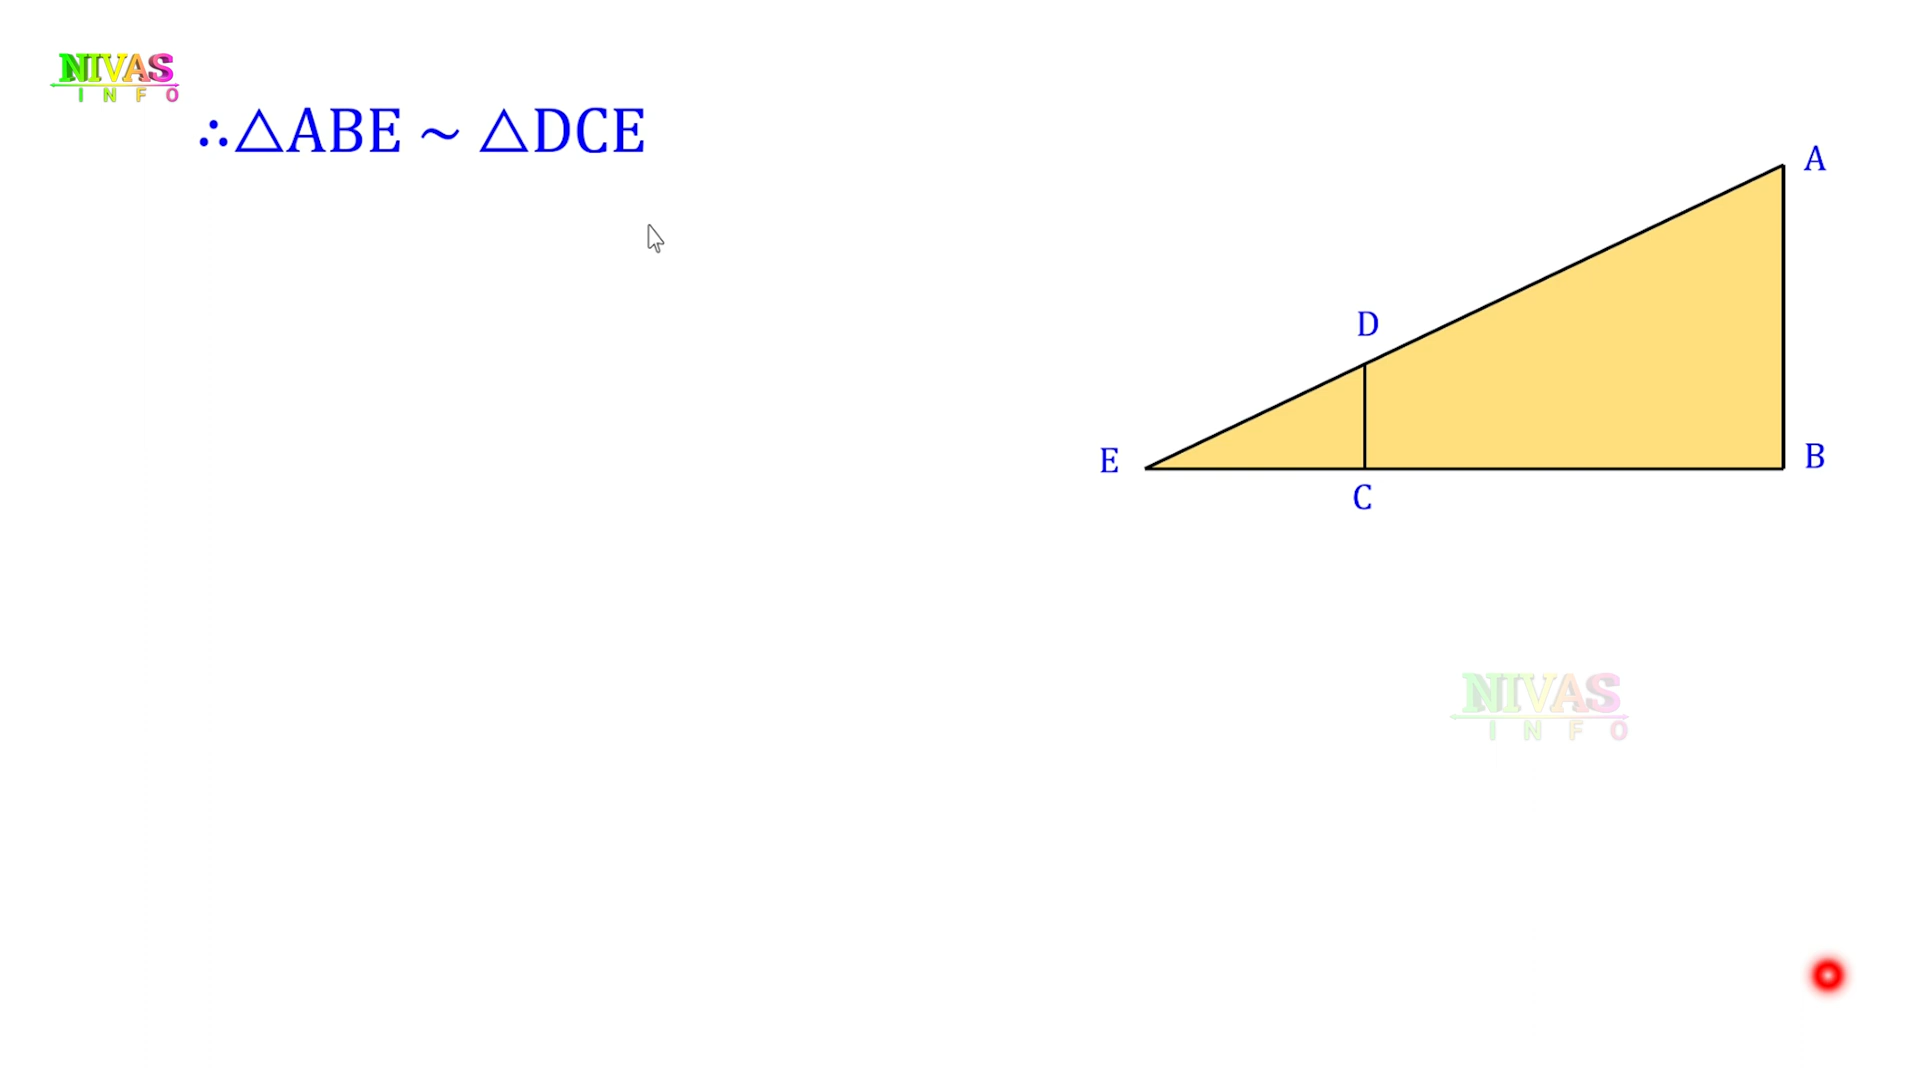 NIVAS
INFO
∴△ABE ~ △DCE
A
D
E
B
C
NIVAS
INFO